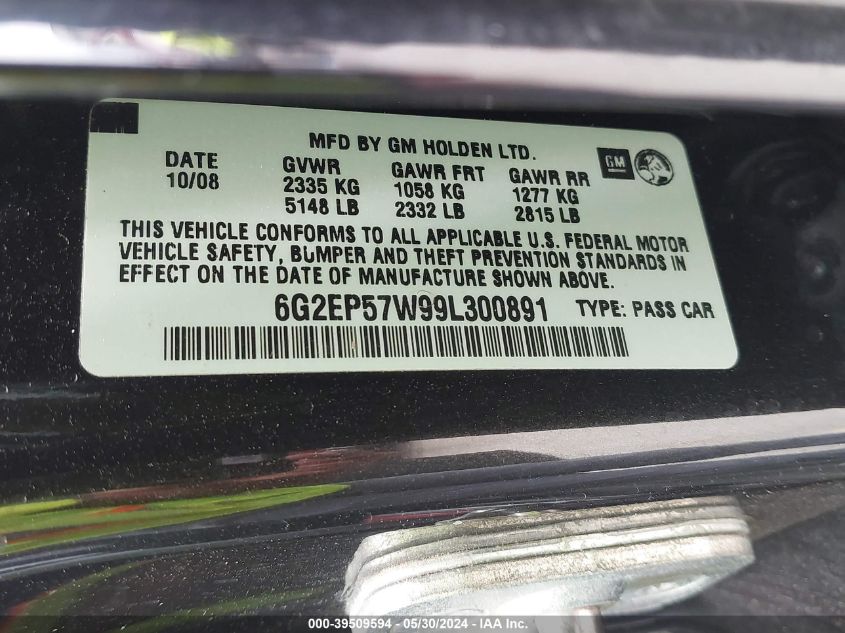 MFD BY GM HOLDEN LTD.
DATE GVWR GAWR FRT GAWR RR GM
10/08 2335 KG 1058 KG 1277 KG
5148 LB 2332 LB 2815 LB
THIS VEHICLE CONFORMS TO ALL APPLICABLE U.S. FEDERAL MOTOR
VEHICLE SAFETY, BUMPER AND THEFT PREVENTION STANDARDS IN
EFFECT ON THE DATE OF MANUFACTURE SHOWN ABOVE.
6G2EP57W99L300891 TYPE: PASS CAR
000-39509594 - 05/30/2024 - IAA Inc.